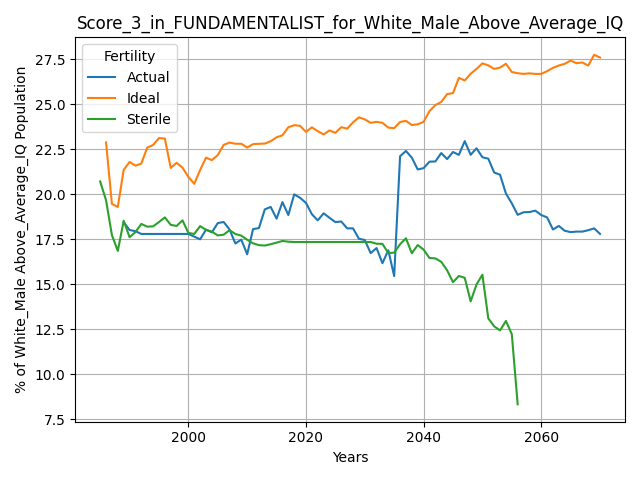 Score_3_in_FUNDAMENTALIST_for_White_Male_Above_Average_IQ
Fertility
Actual
Ideal
Sterile
% of White_Male Above_Average_IQ Population
27.5
25.0
22.5
20.0
17.5
15.0
12.5
10.0
7.5
2000
2020
2040
2060
Years